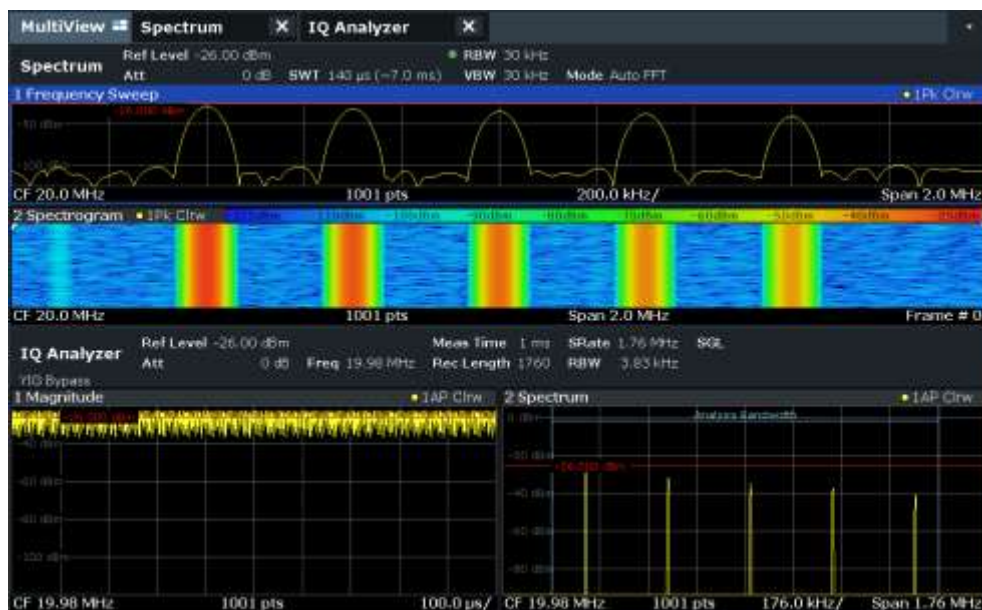 MultiView Spectrum X IQ Analyzer X
Spectrum Ref Level -26.00 dBm RBW 30 kHz
Att 0 dB SWT 140 µs (~7.0 ms) VBW 30 kHz Mode Auto FFT
1 Frequency Sweep 1Pk Clrw
CF 20.0 MHz 1001 pts 200.0 kHz/ Span 2.0 MHz
2 Spectrogram 1Pk Clrw
CF 20.0 MHz 1001 pts Span 2.0 MHz Frame # 0
IQ Analyzer Ref Level -26.00 dBm Meas Time 1 ms SRate 1.76 MHz SGL
Att 0 dB Freq 19.98 MHz Rec Length 1760 RBW 3.83 kHz
YIG Bypass
1 Magnitude 1AP Clrw 2 Spectrum 1AP Clrw
Analysis Bandwidth
CF 19.98 MHz 1001 pts 100.0 µs/ CF 19.98 MHz 1001 pts 176.0 kHz/ Span 1.76 MHz